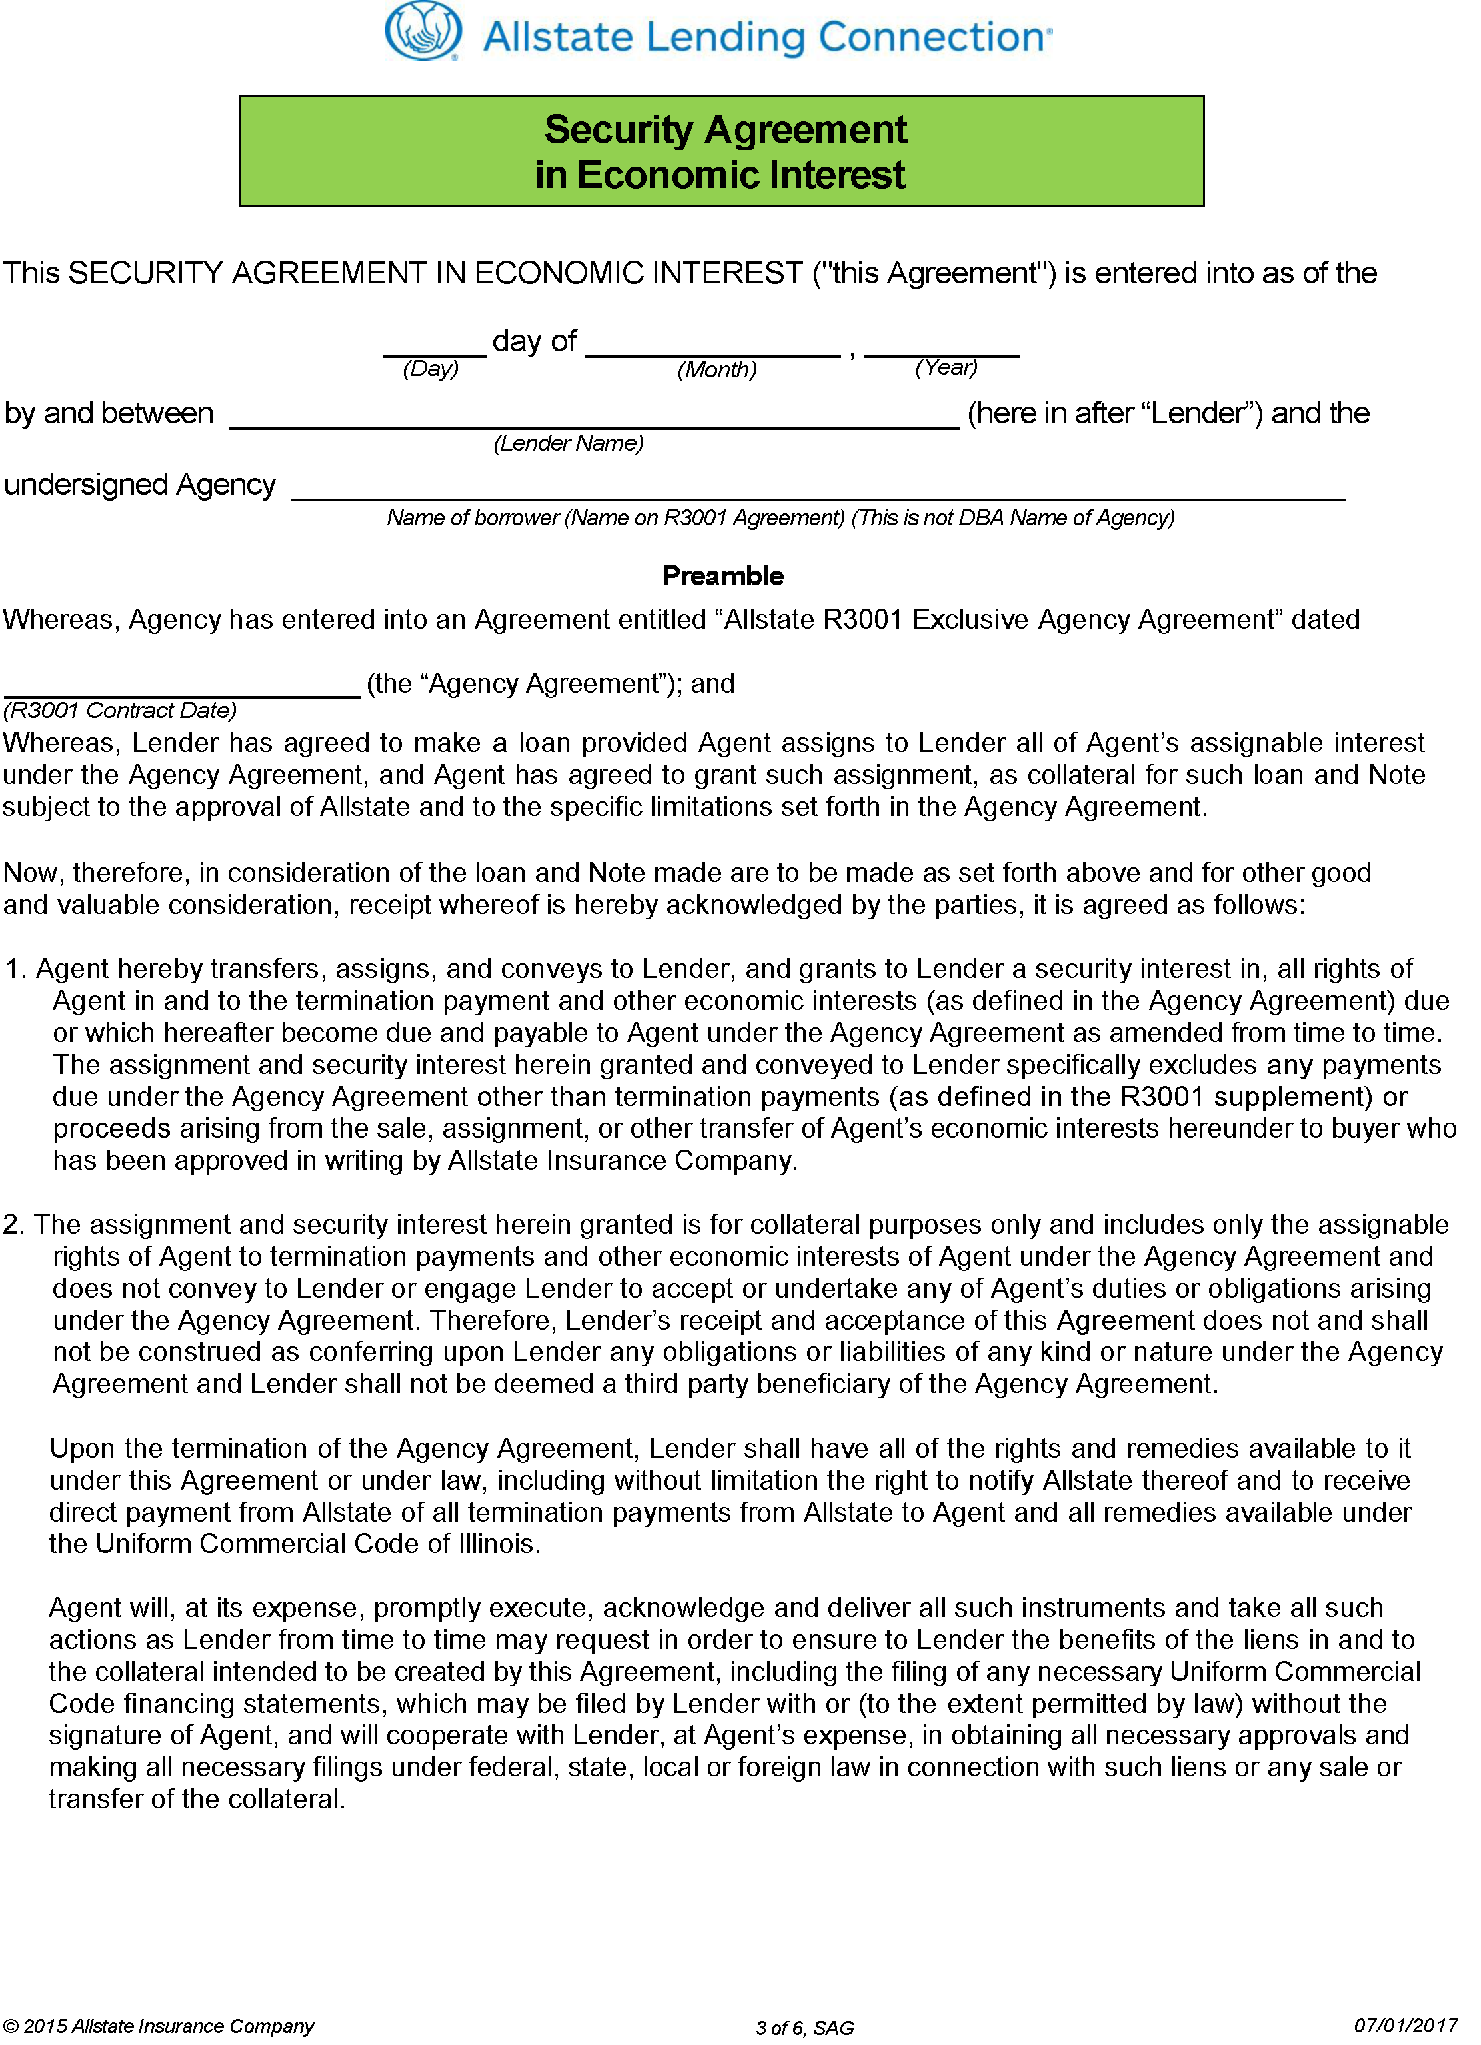 Allstate Lending Connection®
Security Agreement
in Economic Interest
This SECURITY AGREEMENT IN ECONOMIC INTEREST ("this Agreement") is entered into as of the
______ day of ______________ , ________
(Day) (Month) (Year)
by and between ________________________ (here in after “Lender”) and the
(Lender Name)
undersigned Agency ________________________
Name of borrower (Name on R3001 Agreement) (This is not DBA Name of Agency)
Preamble
Whereas, Agency has entered into an Agreement entitled “Allstate R3001 Exclusive Agency Agreement” dated
________________ (the “Agency Agreement”); and
(R3001 Contract Date)
Whereas, Lender has agreed to make a loan provided Agent assigns to Lender all of Agent’s assignable interest
under the Agency Agreement, and Agent has agreed to grant such assignment, as collateral for such loan and Note
subject to the approval of Allstate and to the specific limitations set forth in the Agency Agreement.
Now, therefore, in consideration of the loan and Note made are to be made as set forth above and for other good
and valuable consideration, receipt whereof is hereby acknowledged by the parties, it is agreed as follows:
1. Agent hereby transfers, assigns, and conveys to Lender, and grants to Lender a security interest in, all rights of
Agent in and to the termination payment and other economic interests (as defined in the Agency Agreement) due
or which hereafter become due and payable to Agent under the Agency Agreement as amended from time to time.
The assignment and security interest herein granted and conveyed to Lender specifically excludes any payments
due under the Agency Agreement other than termination payments (as defined in the R3001 supplement) or
proceeds arising from the sale, assignment, or other transfer of Agent’s economic interests hereunder to buyer who
has been approved in writing by Allstate Insurance Company.
2. The assignment and security interest herein granted is for collateral purposes only and includes only the assignable
rights of Agent to termination payments and other economic interests of Agent under the Agency Agreement and
does not convey to Lender or engage Lender to accept or undertake any of Agent’s duties or obligations arising
under the Agency Agreement. Therefore, Lender’s receipt and acceptance of this Agreement does not and shall
not be construed as conferring upon Lender any obligations or liabilities of any kind or nature under the Agency
Agreement and Lender shall not be deemed a third party beneficiary of the Agency Agreement.
Upon the termination of the Agency Agreement, Lender shall have all of the rights and remedies available to it
under this Agreement or under law, including without limitation the right to notify Allstate thereof and to receive
direct payment from Allstate of all termination payments from Allstate to Agent and all remedies available under
the Uniform Commercial Code of Illinois.
Agent will, at its expense, promptly execute, acknowledge and deliver all such instruments and take all such
actions as Lender from time to time may request in order to ensure to Lender the benefits of the liens in and to
the collateral intended to be created by this Agreement, including the filing of any necessary Uniform Commercial
Code financing statements, which may be filed by Lender with or (to the extent permitted by law) without the
signature of Agent, and will cooperate with Lender, at Agent’s expense, in obtaining all necessary approvals and
making all necessary filings under federal, state, local or foreign law in connection with such liens or any sale or
transfer of the collateral.
© 2015 Allstate Insurance Company 3 of 6, SAG 07/01/2017